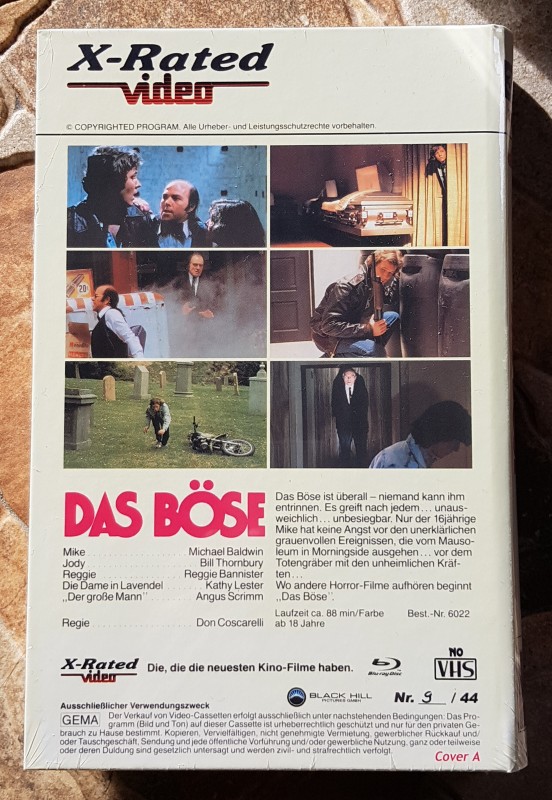 X-Rated
video
© COPYRIGHTED PROGRAM. Alle Urheber- und Leistungsschutzrechte vorbehalten.
20¢
DAS BÖSE
Mike Michael Baldwin
Jody Bill Thornbury
Reggie Reggie Bannister
Die Dame in Lavendel Kathy Lester
„Der große Mann" Angus Scrimm
Regie Don Coscarelli
Das Böse ist überall – niemand kann ihm
entrinnen. Es greift nach jedem ... unaus-
weichlich ... unbesiegbar. Nur der 16jährige
Mike hat keine Angst vor den unerklärlichen
grauenvollen Ereignissen, die vom Mauso-
leum in Morningside ausgehen ... vor dem
Totengräber mit den unheimlichen Kräf-
ten ...
Wo andere Horror-Filme aufhören beginnt
„Das Böse".
Laufzeit ca. 88 min/Farbe Best.-Nr. 6022
ab 18 Jahre
X-Rated
video
Die, die die neuesten Kino-Filme haben.
Blu-ray Disc
NO
VHS
BLACK HILL
PICTURES GMBH
Nr. 9 / 44
Ausschließlicher Verwendungszweck
GEMA
Der Verkauf von Video-Cassetten erfolgt ausschließlich unter nachstehenden Bedingungen: Das Pro-
gramm (Bild und Ton) auf dieser Cassette ist urheberrechtlich geschützt und nur für den privaten Ge-
brauch zu Hause bestimmt. Kopieren, Vervielfältigen, nicht genehmigte Vermietung, gewerblicher Rückkauf und/
oder Tauschgeschäft, Sendung und jede öffentliche Vorführung und/oder gewerbliche Nutzung, ganz oder teilweise
oder deren Duldung sind gesetzlich untersagt und werden zivil- und strafrechtlich verfolgt.
Cover A